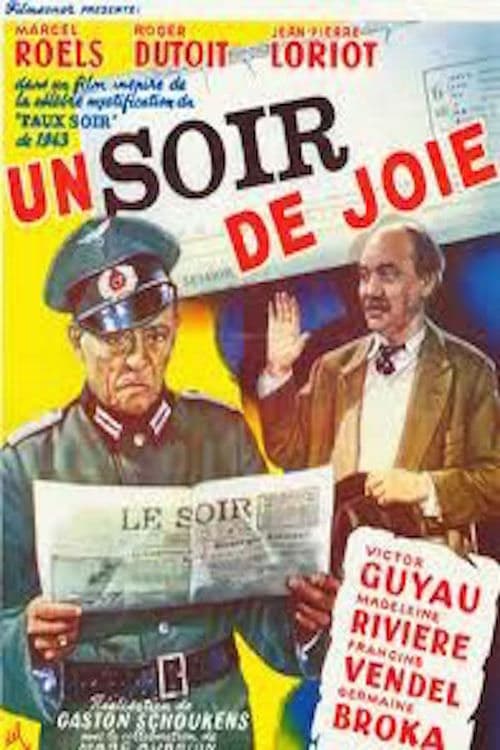 Filmesnor PRÉSENTE:
MARCEL ROGER JEAN-PIERRE
ROELS DUTOIT LORIOT
dans un film inspiré de
la célèbre mystification du
"FAUX SOIR"
de 1943
UN SOIR
DE JOIE
LE SOIR
VICTOR
GUYAU
MADELEINE
RIVIÈRE
FRANCINE
VENDEL
GERMAINE
BROKA
Réalisation de
GASTON SCHOUKENS
avec la collaboration de